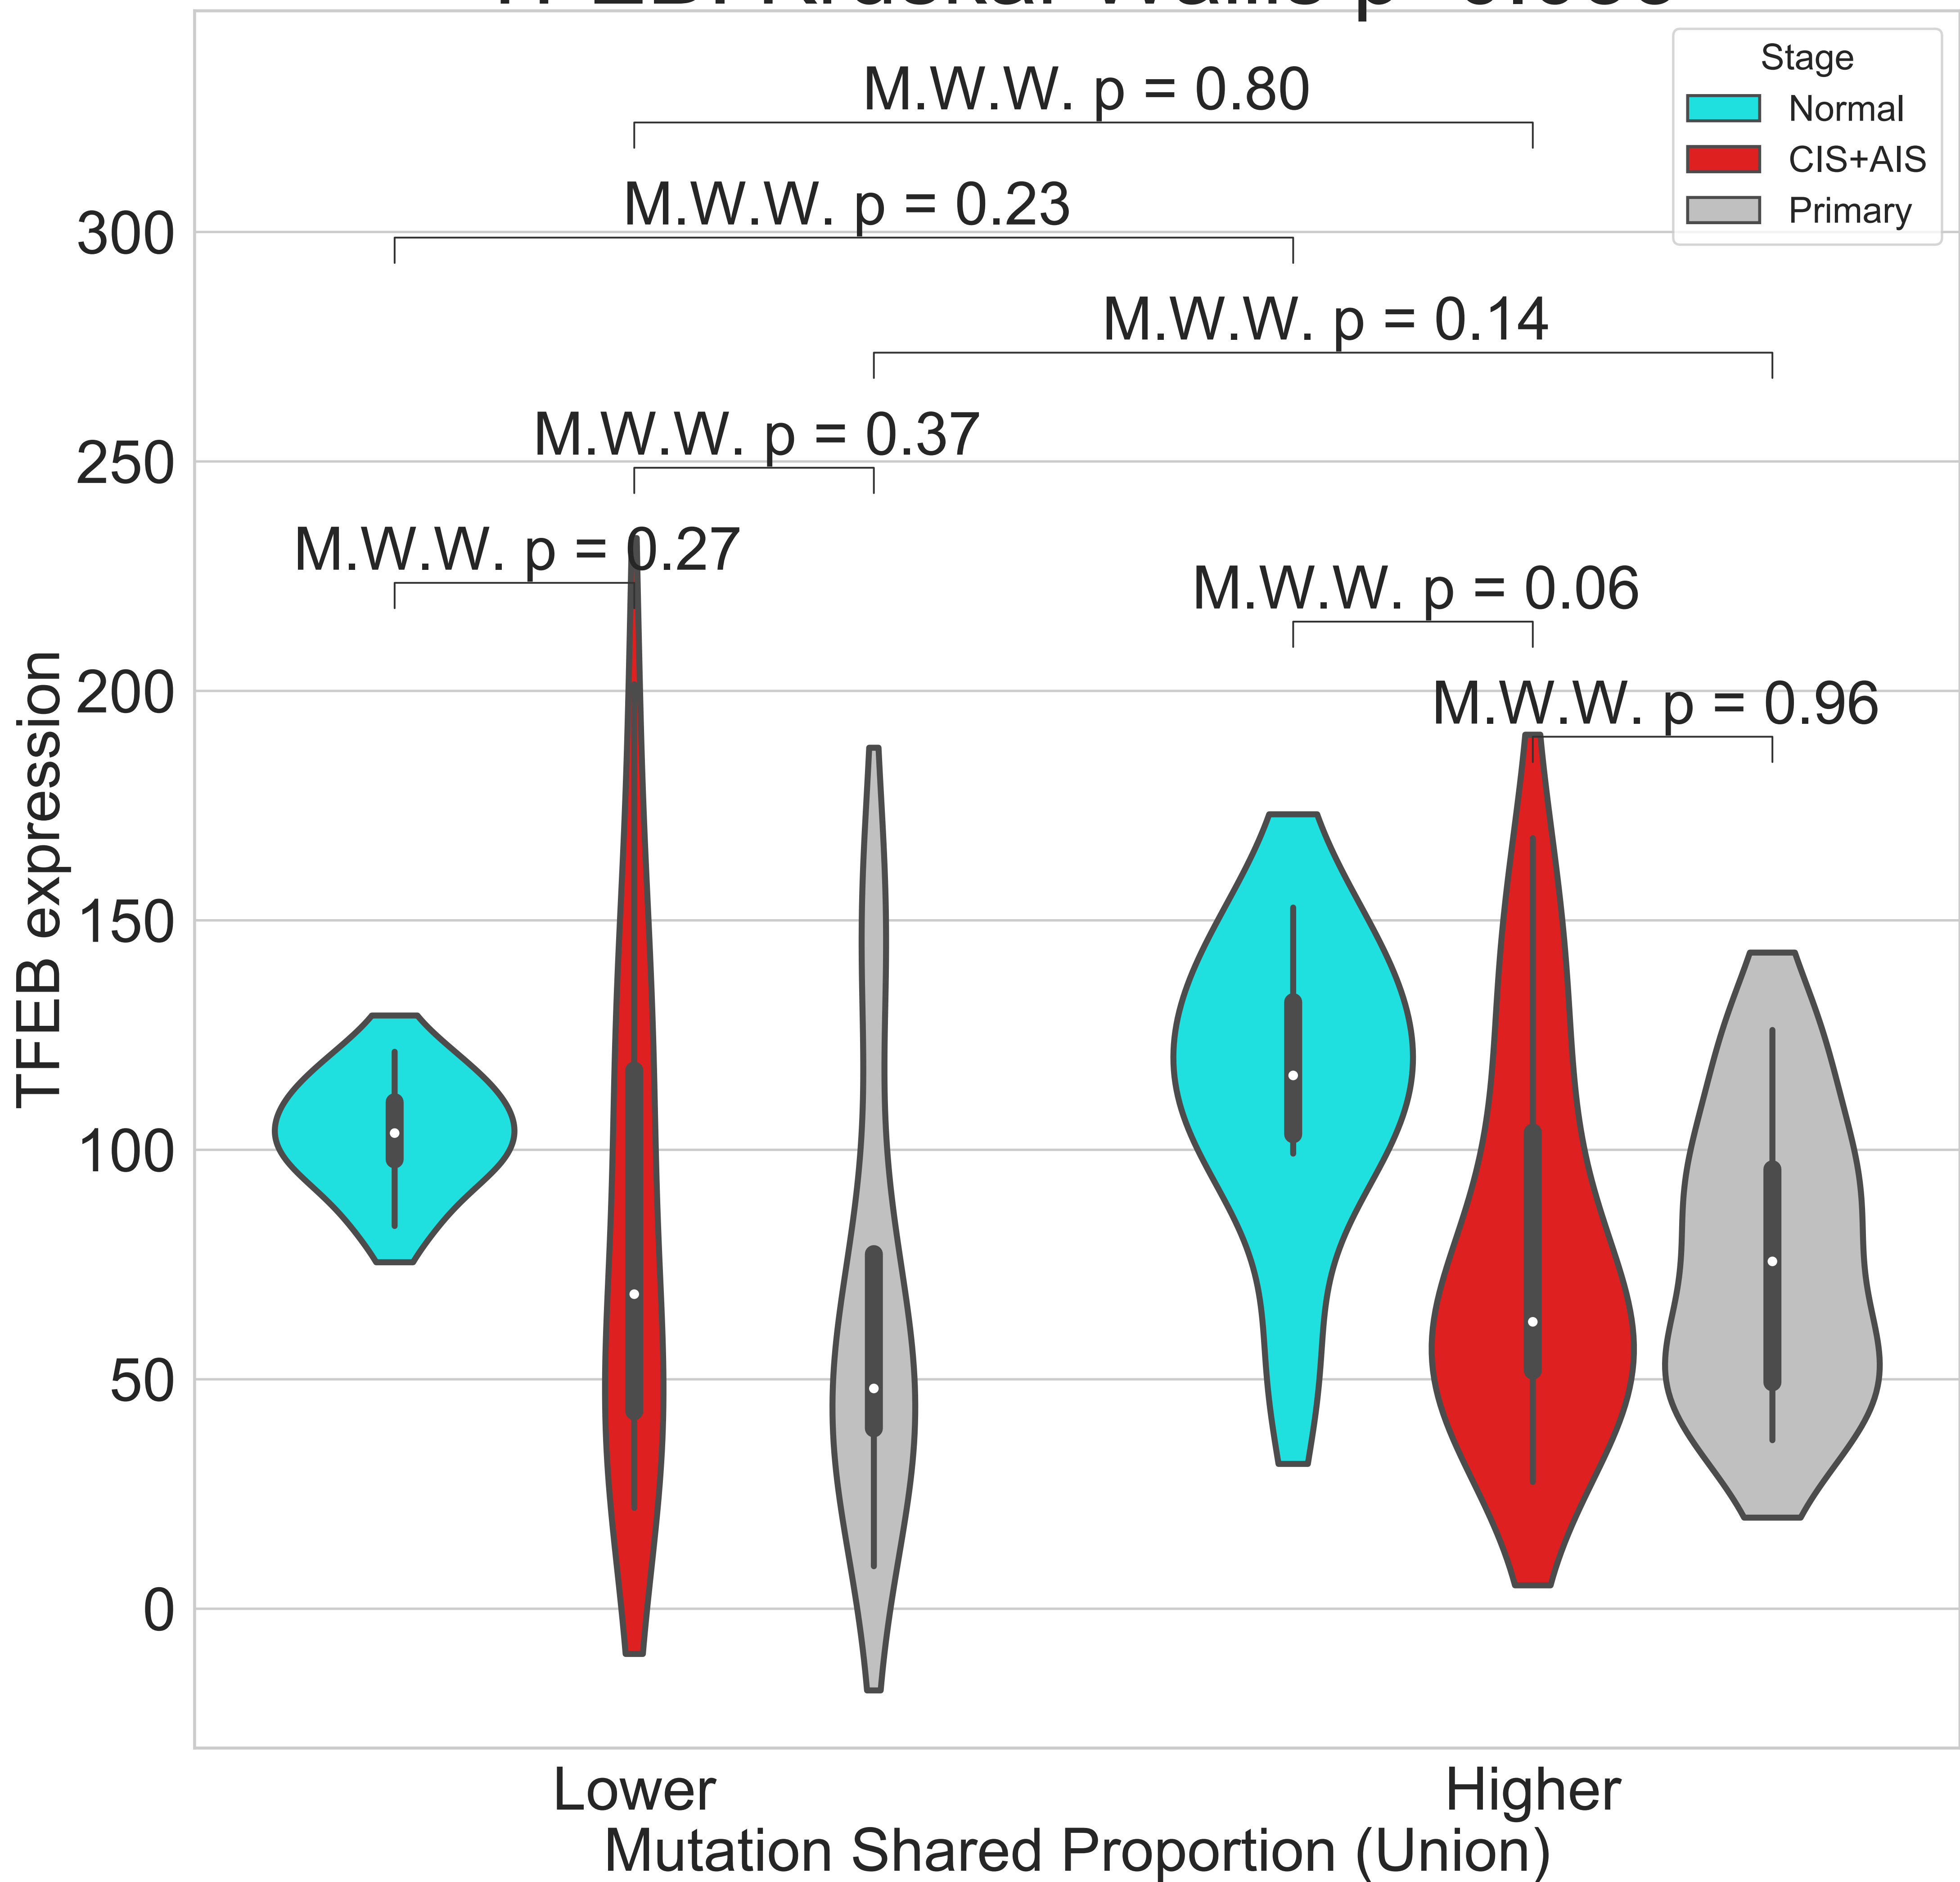 Stage
Normal
CIS+AIS
Primary
M.W.W. p = 0.80
M.W.W. p = 0.23
M.W.W. p = 0.14
M.W.W. p = 0.37
M.W.W. p = 0.27
M.W.W. p = 0.06
M.W.W. p = 0.96
300
250
200
150
100
50
0
TFEB expression
Lower
Higher
Mutation Shared Proportion (Union)